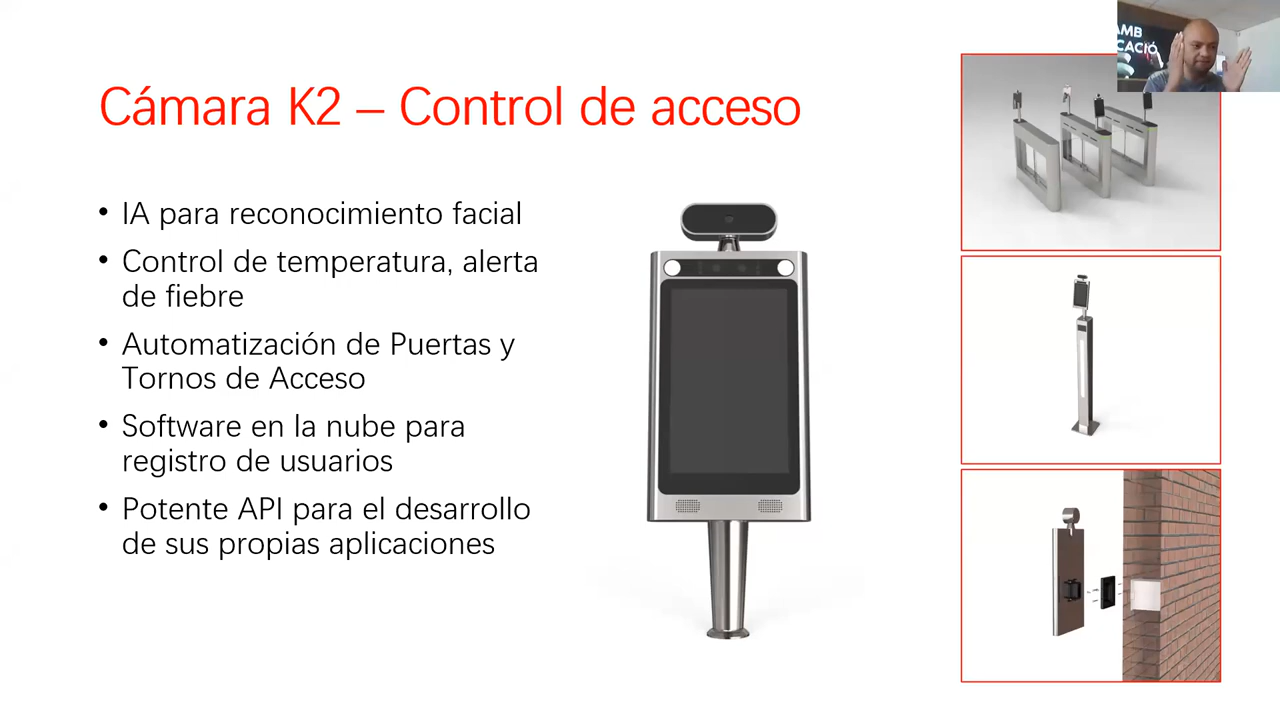 Cámara K2 – Control de acceso
• IA para reconocimiento facial
• Control de temperatura, alerta
de fiebre
• Automatización de Puertas y
Tornos de Acceso
• Software en la nube para
registro de usuarios
• Potente API para el desarrollo
de sus propias aplicaciones
AMB
CACIÓ